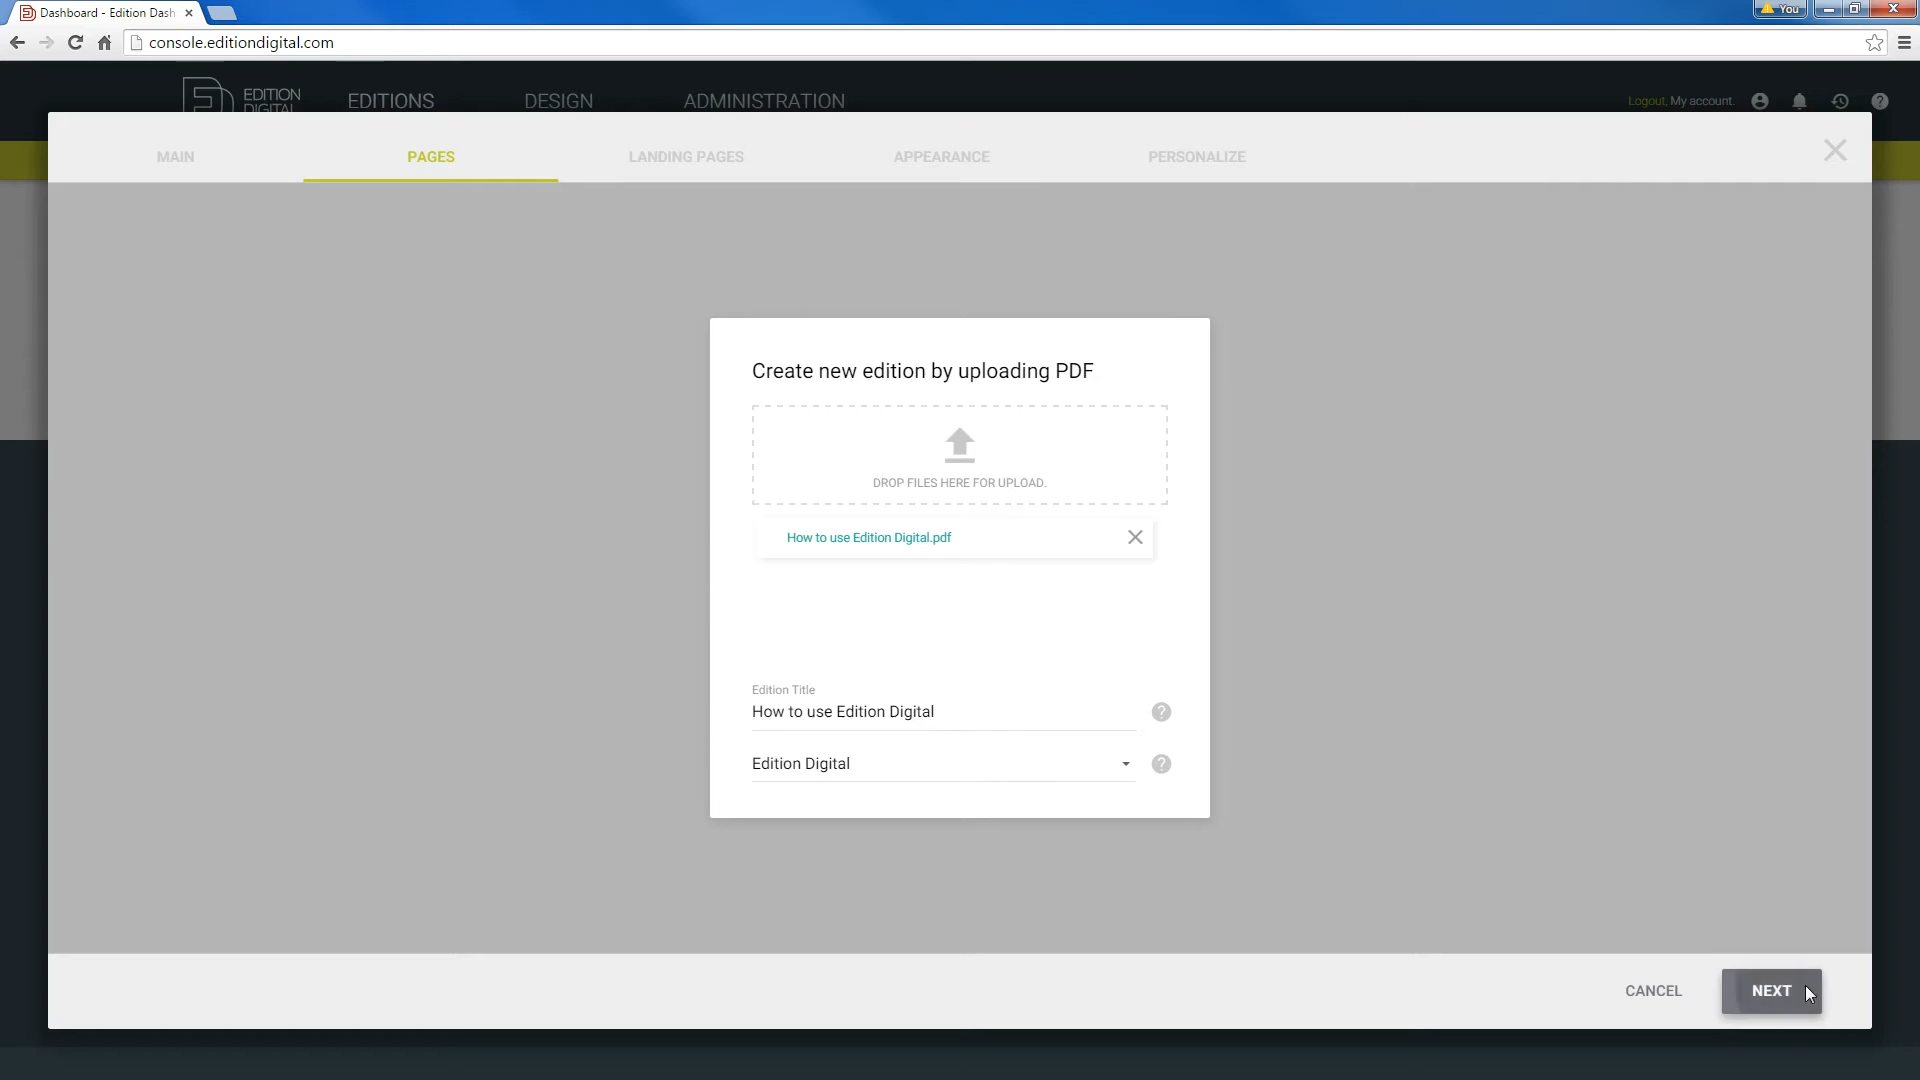 Dashboard - Edition Dash
You
console.editiondigital.com
EDITION
DIGITAL
EDITIONS
DESIGN
ADMINISTRATION
Logout, My account.
MAIN
PAGES
LANDING PAGES
APPEARANCE
PERSONALIZE
Create new edition by uploading PDF
DROP FILES HERE FOR UPLOAD.
How to use Edition Digital.pdf
Edition Title
How to use Edition Digital
?
Edition Digital
?
CANCEL
NEXT